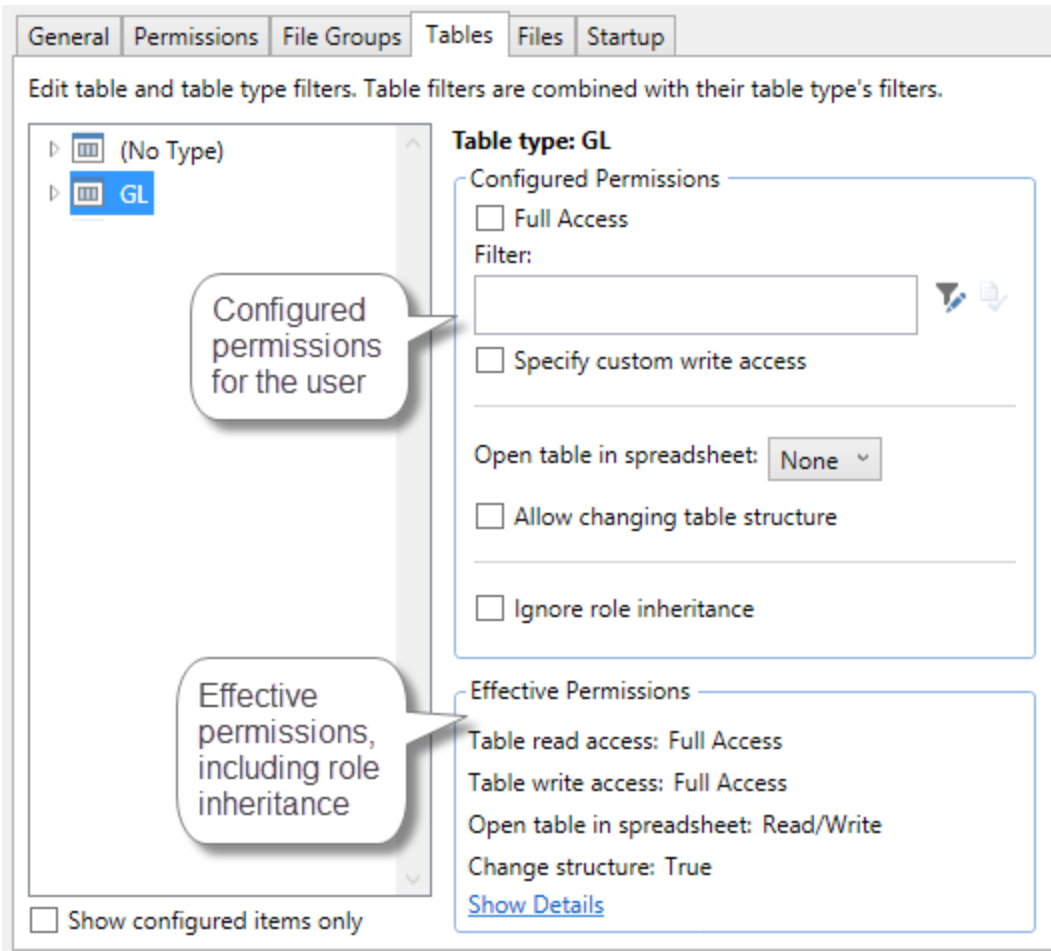 General Permissions File Groups Tables Files Startup
Edit table and table type filters. Table filters are combined with their table type's filters.
(No Type)
GL
Table type: GL
Configured Permissions
Full Access
Filter:
Configured
permissions
for the user
Specify custom write access
Open table in spreadsheet: None
Allow changing table structure
Ignore role inheritance
Effective
permissions,
including role
inheritance
Effective Permissions
Table read access: Full Access
Table write access: Full Access
Open table in spreadsheet: Read/Write
Change structure: True
Show Details
Show configured items only